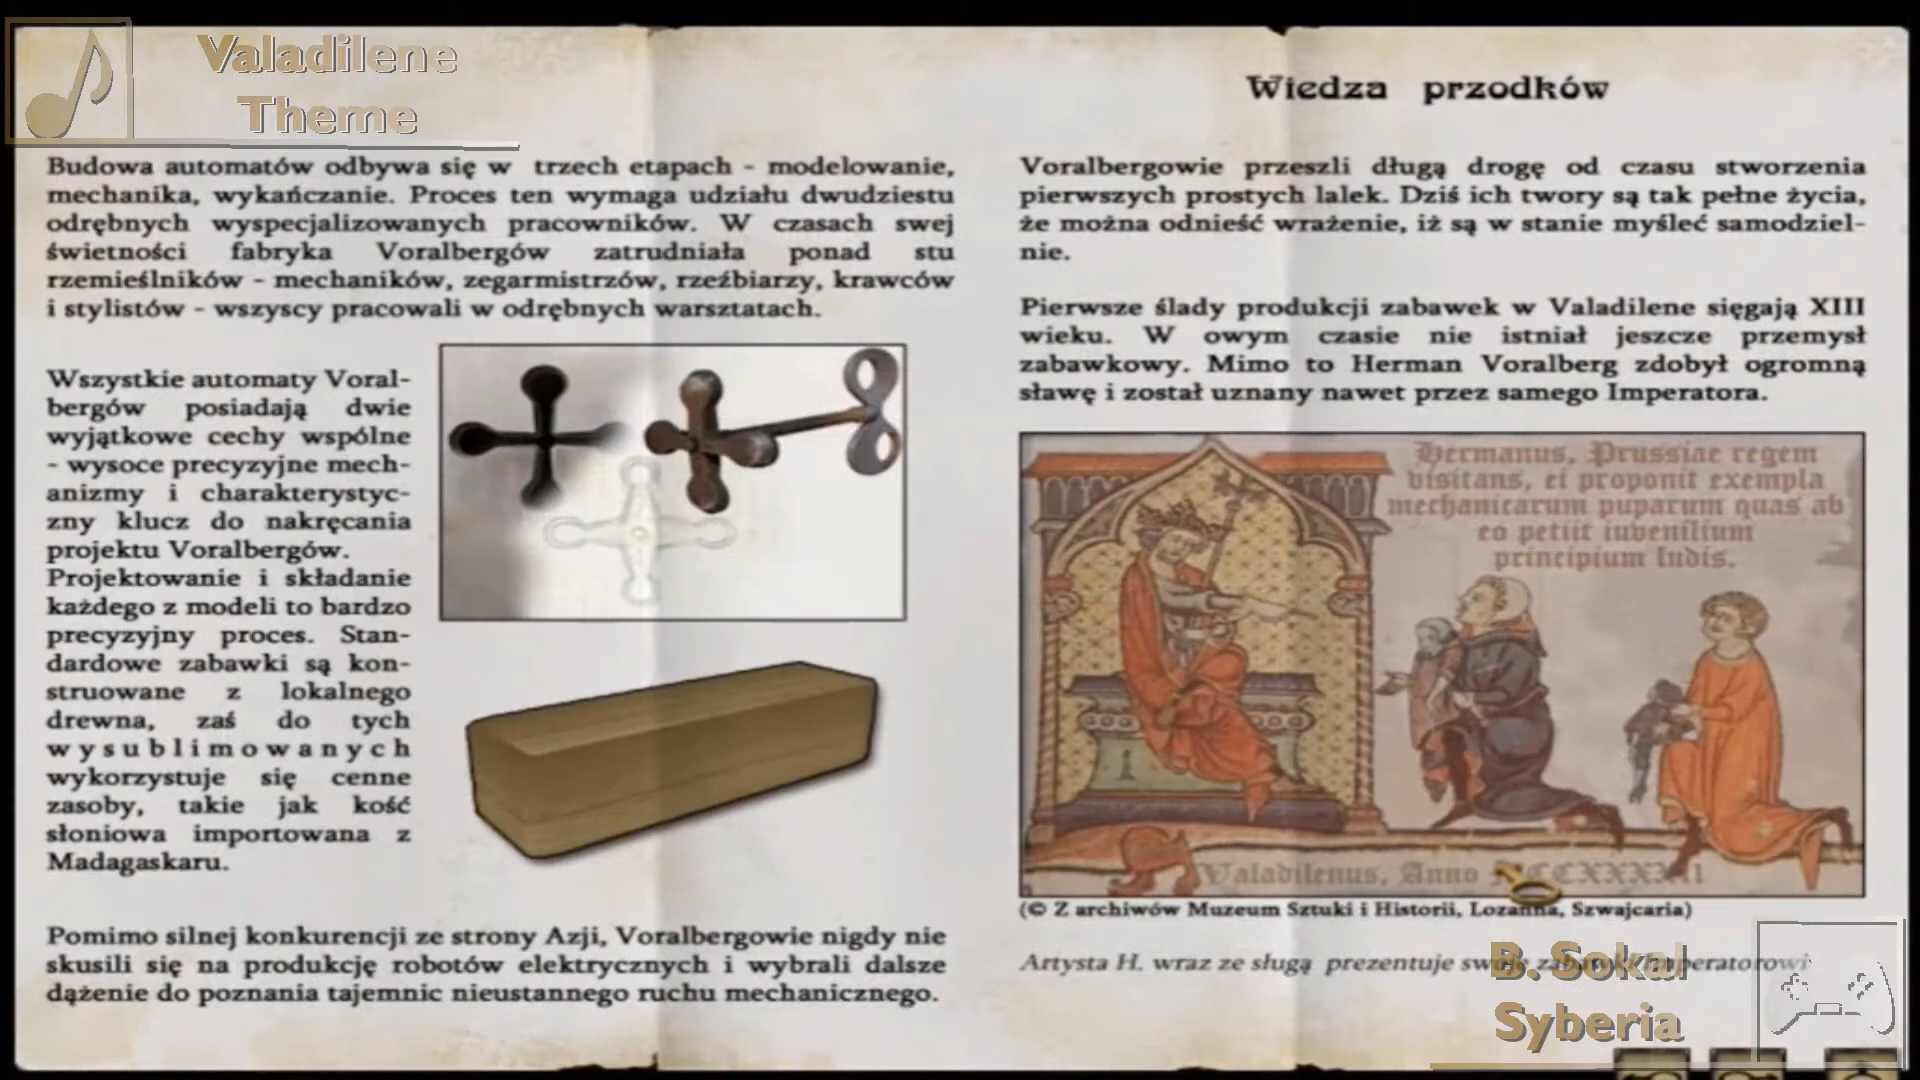 Valadilene
Theme
Budowa automatów odbywa się w trzech etapach - modelowanie,
mechanika, wykańczanie. Proces ten wymaga udziału dwudziestu
odrębnych wyspecjalizowanych pracowników. W czasach swej
świetności fabryka Voralbergów zatrudniała ponad stu
rzemieślników - mechaników, zegarmistrzów, rzeźbiarzy, krawców
i stylistów - wszyscy pracowali w odrębnych warsztatach.
Wszystkie automaty Voral-
bergów posiadają dwie
wyjątkowe cechy wspólne
- wysoce precyzyjne mech-
anizmy i charakterystyc-
zny klucz do nakręcania
projektu Voralbergów.
Projektowanie i składanie
każdego z modeli to bardzo
precyzyjny proces. Stan-
dardowe zabawki są kon-
struowane z lokalnego
drewna, zaś do tych
wysublimowanych
wykorzystuje się cenne
zasoby, takie jak kość
słoniowa importowana z
Madagaskaru.
Pomimo silnej konkurencji ze strony Azji, Voralbergowie nigdy nie
skusili się na produkcję robotów elektrycznych i wybrali dalsze
dążenie do poznania tajemnic nieustannego ruchu mechanicznego.
Wiedza przodków
Voralbergowie przeszli długą drogę od czasu stworzenia
pierwszych prostych lalek. Dziś ich twory są tak pełne życia,
że można odnieść wrażenie, iż są w stanie myśleć samodziel-
nie.
Pierwsze ślady produkcji zabawek w Valadilene sięgają XIII
wieku. W owym czasie nie istniał jeszcze przemysł
zabawkowy. Mimo to Herman Voralberg zdobył ogromną
sławę i został uznany nawet przez samego Imperatora.
Hermanus, Prussiae regem
visitans, ei proponit exempla
mechanicarum puparum quas ab
eo petiit iuvenilium
principium ludis.
Valadilenus, Anno
(© Z archiwów Muzeum Sztuki i Historii, Lozanna, Szwajcaria)
Artysta H. wraz ze sługą prezentuje
B. Sokal
Syberia